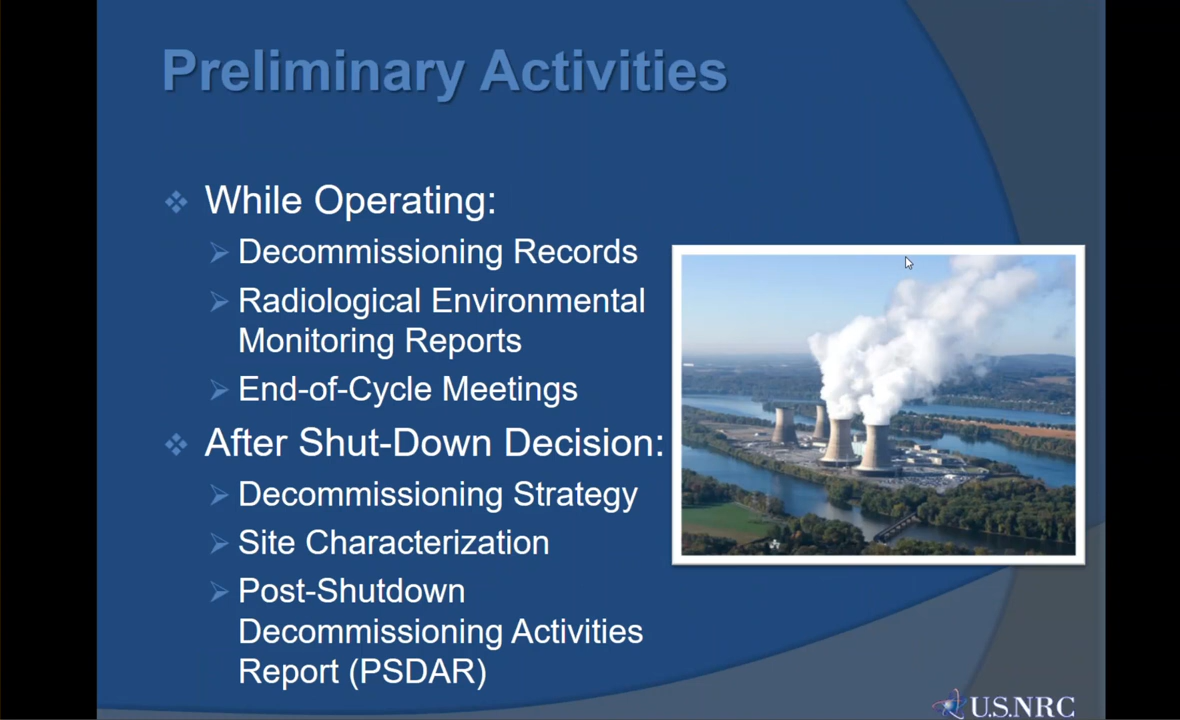 Preliminary Activities
While Operating:
Decommissioning Records
Radiological Environmental
Monitoring Reports
End-of-Cycle Meetings
After Shut-Down Decision:
Decommissioning Strategy
Site Characterization
Post-Shutdown
Decommissioning Activities
Report (PSDAR)
U.S.NRC